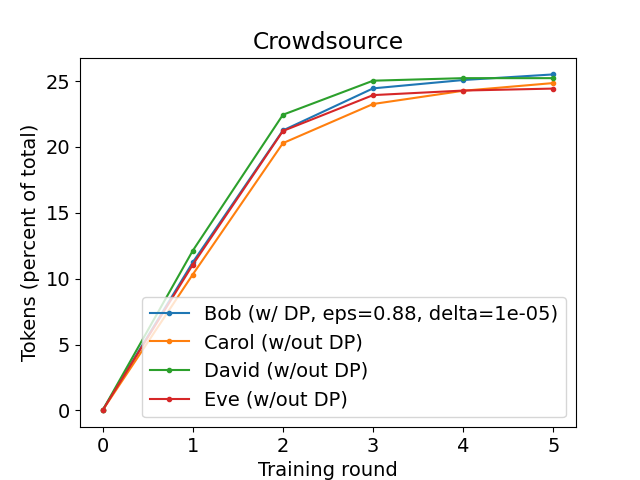 Crowdsource
Tokens (percent of total)
25
20
15
10
5
0
Bob (w/ DP, eps=0.88, delta=1e-05)
Carol (w/out DP)
David (w/out DP)
Eve (w/out DP)
0 1 2 3 4 5
Training round